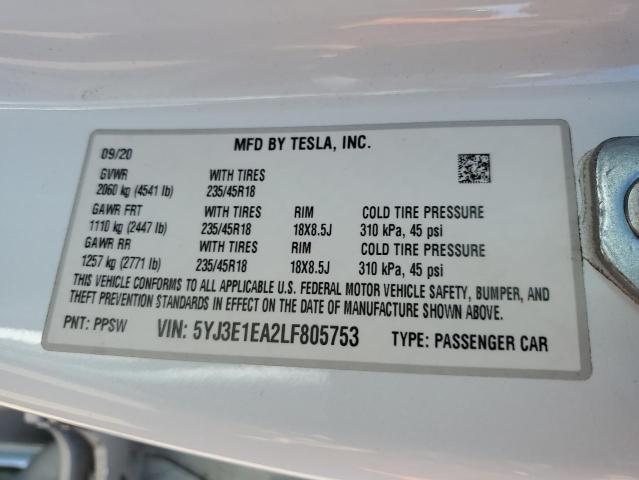 MFD BY TESLA, INC.
09/20
GVWR WITH TIRES
2060 kg (4541 lb) 235/45R18
GAWR FRT WITH TIRES RIM COLD TIRE PRESSURE
1110 kg (2447 lb) 235/45R18 18X8.5J 310 kPa, 45 psi
GAWR RR WITH TIRES RIM COLD TIRE PRESSURE
1257 kg (2771 lb) 235/45R18 18X8.5J 310 kPa, 45 psi
THIS VEHICLE CONFORMS TO ALL APPLICABLE U.S. FEDERAL MOTOR VEHICLE SAFETY, BUMPER, AND
THEFT PREVENTION STANDARDS IN EFFECT ON THE DATE OF MANUFACTURE SHOWN ABOVE.
PNT: PPSW VIN: 5YJ3E1EA2LF805753 TYPE: PASSENGER CAR